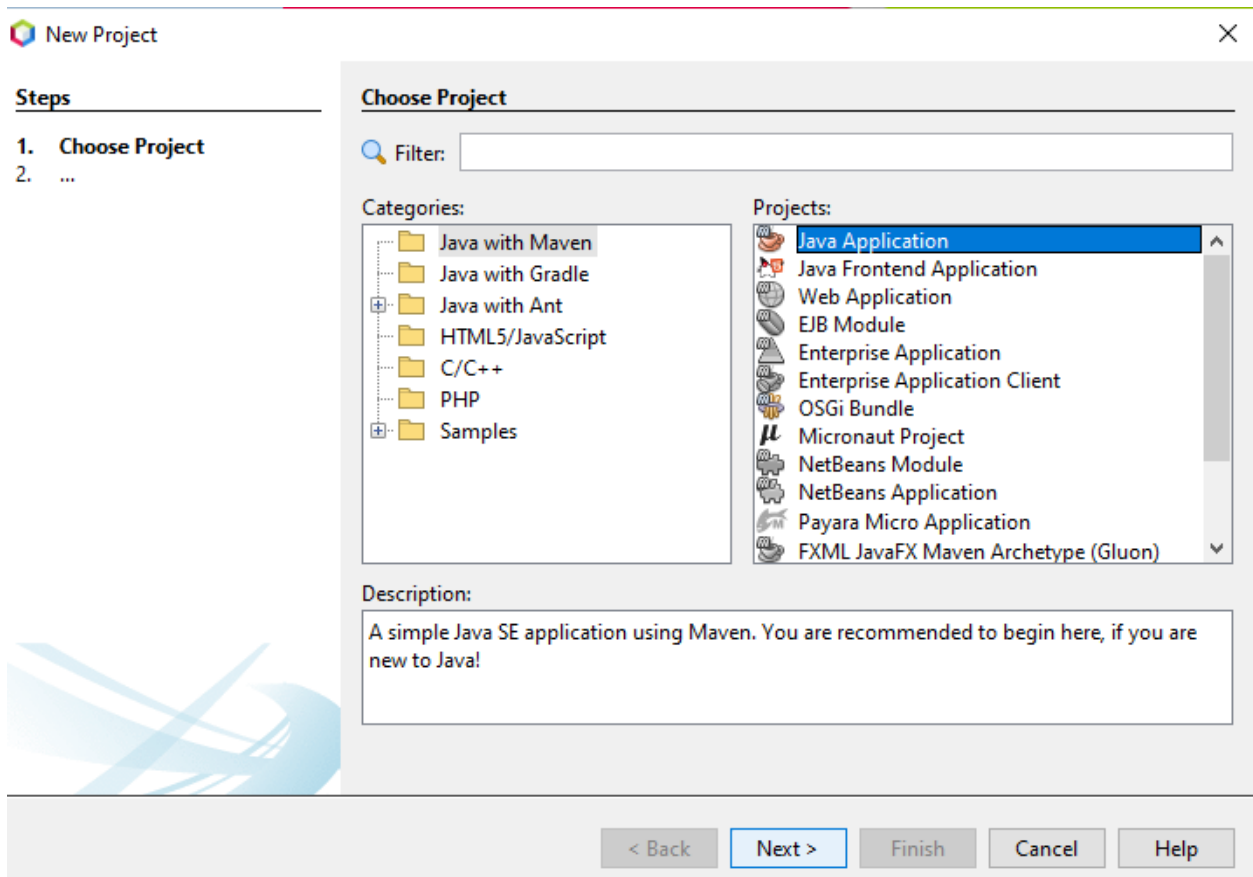 New Project
Steps
1. Choose Project
2. ...
Choose Project
Filter:
Categories:
Java with Maven
Java with Gradle
Java with Ant
HTML5/JavaScript
C/C++
PHP
Samples
Projects:
Java Application
Java Frontend Application
Web Application
EJB Module
Enterprise Application
Enterprise Application Client
OSGi Bundle
Micronaut Project
NetBeans Module
NetBeans Application
Payara Micro Application
FXML JavaFX Maven Archetype (Gluon)
Description:
A simple Java SE application using Maven. You are recommended to begin here, if you are
new to Java!
< Back Next > Finish Cancel Help